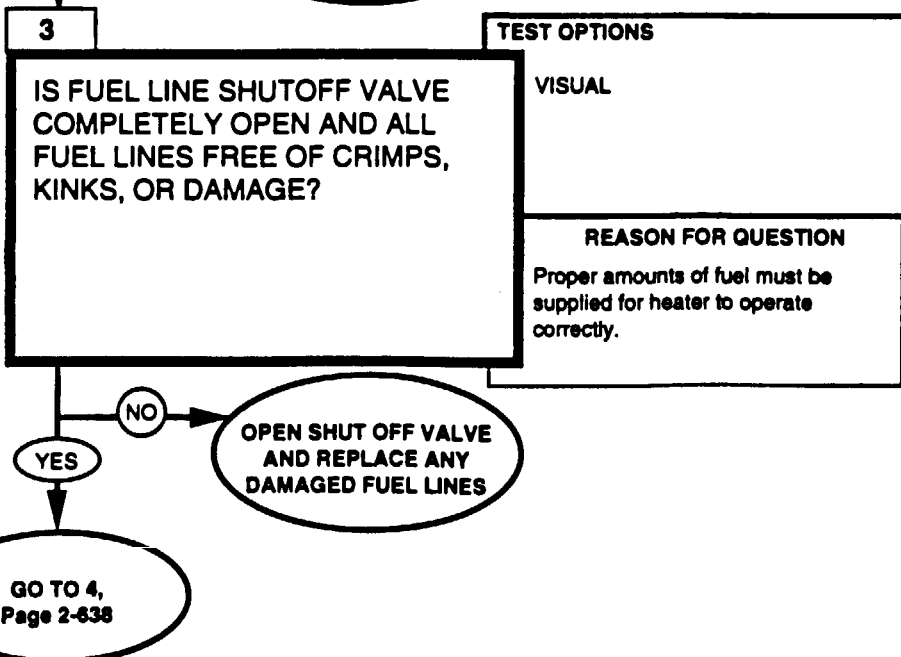 3
IS FUEL LINE SHUTOFF VALVE
COMPLETELY OPEN AND ALL
FUEL LINES FREE OF CRIMPS,
KINKS, OR DAMAGE?
TEST OPTIONS
VISUAL
REASON FOR QUESTION
Proper amounts of fuel must be
supplied for heater to operate
correctly.
NO
OPEN SHUT OFF VALVE
AND REPLACE ANY
DAMAGED FUEL LINES
YES
GO TO 4,
Page 2-638